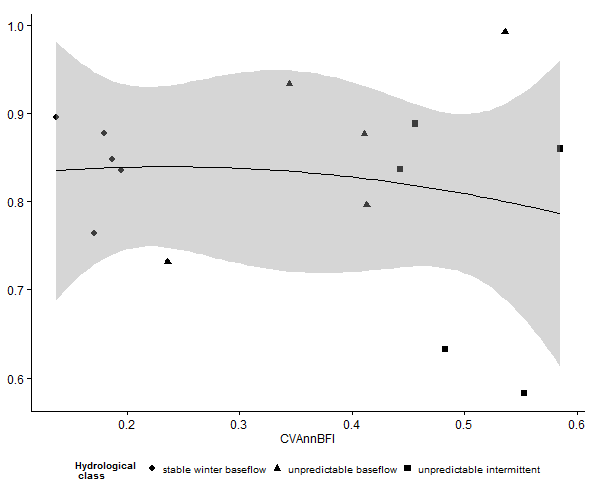 1.0
0.9
0.8
0.7
0.6
0.2 0.3 0.4 0.5 0.6
CVAnnBFI
Hydrological
class
stable winter baseflow unpredictable baseflow unpredictable intermittent